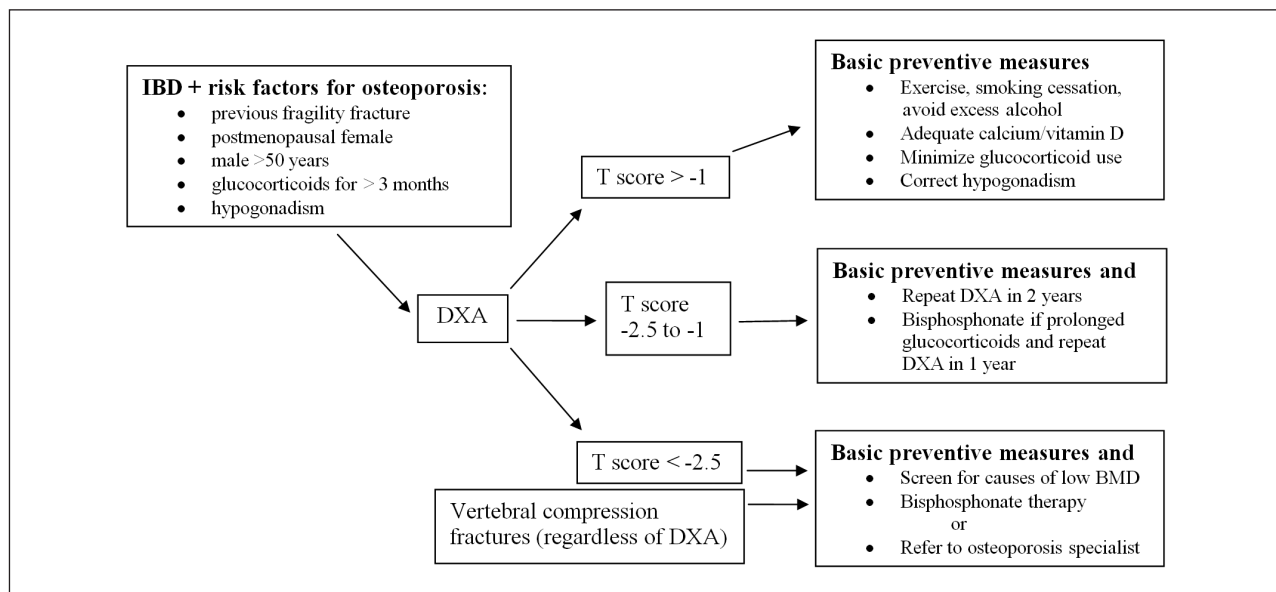 IBD + risk factors for osteoporosis:
• previous fragility fracture
• postmenopausal female
• male >50 years
• glucocorticoids for > 3 months
• hypogonadism
DXA
T score > -1
Basic preventive measures
• Exercise, smoking cessation,
avoid excess alcohol
• Adequate calcium/vitamin D
• Minimize glucocorticoid use
• Correct hypogonadism
T score
-2.5 to -1
Basic preventive measures and
• Repeat DXA in 2 years
• Bisphosphonate if prolonged
glucocorticoids and repeat
DXA in 1 year
T score < -2.5
Vertebral compression
fractures (regardless of DXA)
Basic preventive measures and
• Screen for causes of low BMD
• Bisphosphonate therapy
or
• Refer to osteoporosis specialist